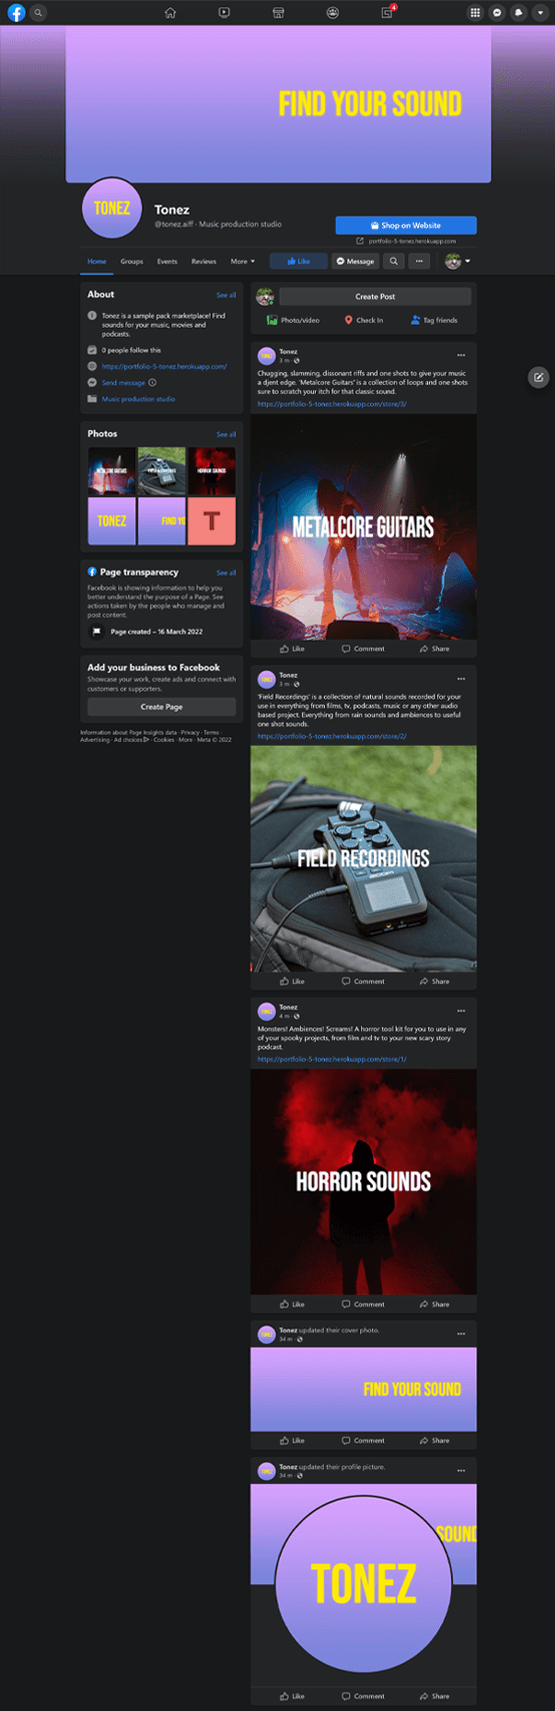 4
FIND YOUR SOUND
TONEZ
Tonez
@tonez.aiff · Music production studio
Shop on Website
portfolio-5-tonez.herokuapp.com
Home Groups Events Reviews More Like Message
About See all
Tonez is a sample pack marketplace! Find
sounds for your music, movies and
podcasts.
0 people follow this
https://portfolio-5-tonez.herokuapp.com/
Send message
Music production studio
Photos See all
METALCORE GUITARS FIELD RECORDINGS HORROR SOUNDS
TONEZ FIND YO T
Page transparency See all
Facebook is showing information to help you
better understand the purpose of a Page. See
actions taken by the people who manage and
post content.
Page created – 16 March 2022
Add your business to Facebook
Showcase your work, create ads and connect with
customers or supporters.
Create Page
Information about Page Insights data · Privacy · Terms ·
Advertising · Ad choices · Cookies · More · Meta © 2022
Create Post
Photo/video Check In Tag friends
Tonez
3 m ·
Chugging, slamming, dissonant riffs and one shots to give your music
a djent edge. 'Metalcore Guitars' is a collection of loops and one shots
sure to scratch your itch for that classic sound.
https://portfolio-5-tonez.herokuapp.com/store/3/
METALCORE GUITARS
Like Comment Share
Tonez
3 m ·
'Field Recordings' is a collection of natural sounds recorded for your
use in everything from films, tv, podcasts, music or any other audio
based project. Everything from rain sounds and ambiences to useful
one shot sounds.
https://portfolio-5-tonez.herokuapp.com/store/2/
FIELD RECORDINGS
zoom
Like Comment Share
Tonez
4 m ·
Monsters! Ambiences! Screams! A horror tool kit for you to use in any
of your spooky projects, from film and tv to your new scary story
podcast.
https://portfolio-5-tonez.herokuapp.com/store/1/
HORROR SOUNDS
Like Comment Share
Tonez updated their cover photo.
34 m ·
FIND YOUR SOUND
Like Comment Share
Tonez updated their profile picture.
34 m ·
SOUND
TONEZ
Like Comment Share